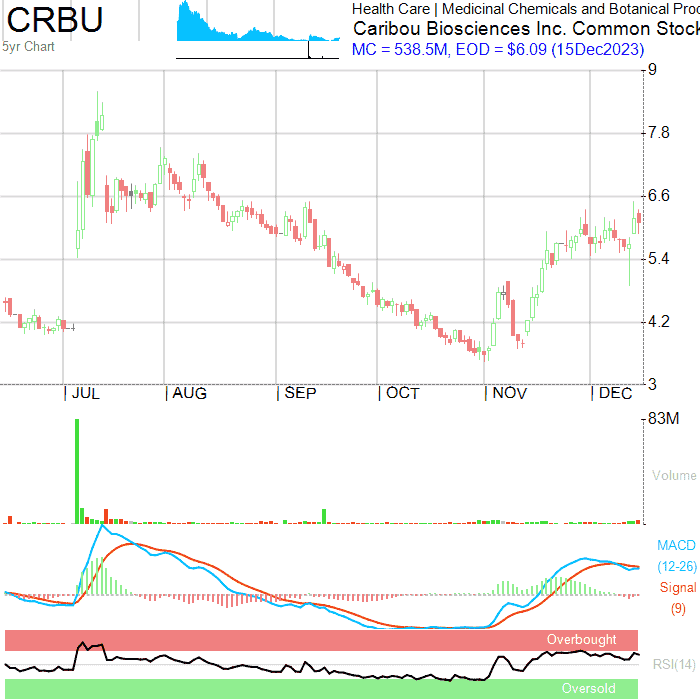 CRBU
5yr Chart
Health Care | Medicinal Chemicals and Botanical Proc
Caribou Biosciences Inc. Common Stock
MC = 538.5M, EOD = $6.09 (15Dec2023)
9
7.8
6.6
5.4
4.2
3
| JUL | AUG | SEP | OCT | NOV | DEC
83M
Volume
MACD
(12-26)
Signal
(9)
Overbought
RSI(14)
Oversold